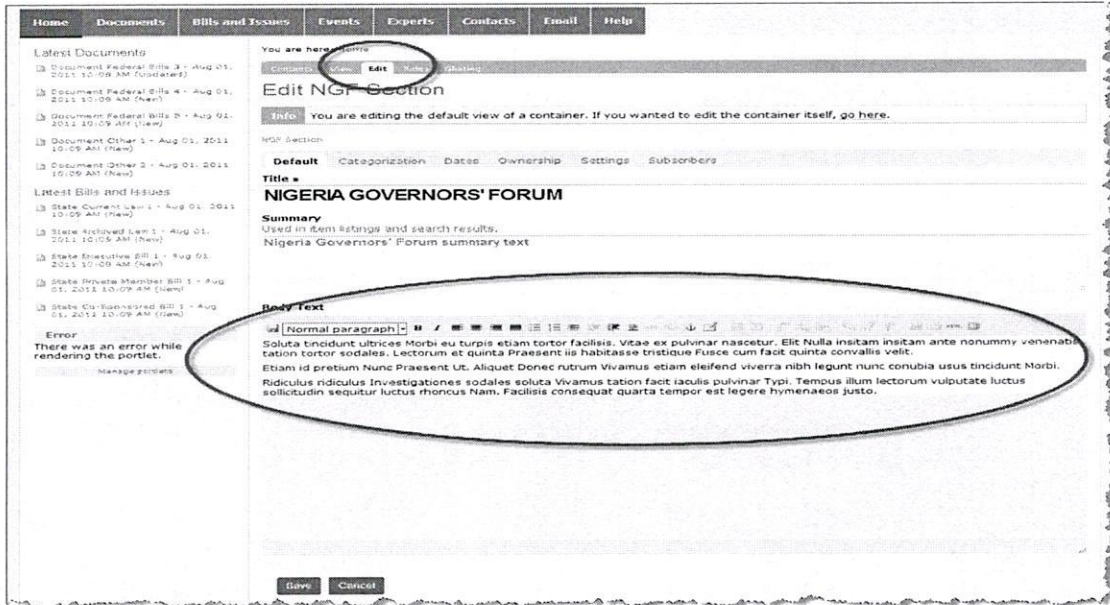 Home Documents Bills and Issues Events Experts Contacts Email Help
Latest Documents
Document Federal Bills 3 - Aug 01,
2011 10:09 AM (Updated)
Document Federal Bills 4 - Aug 01,
2011 10:09 AM (New)
Document Federal Bills 5 - Aug 01,
2011 10:09 AM (New)
Document Other 1 - Aug 01, 2011
10:09 AM (New)
Document Other 2 - Aug 01, 2011
10:09 AM (New)
Latest Bills and Issues
State Current Law 1 - Aug 01, 2011
10:09 AM (New)
State Archived Law 1 - Aug 01,
2011 10:09 AM (New)
State Executive Bill 1 - Aug 01,
2011 10:09 AM (New)
State Private Member Bill 1 - Aug
01, 2011 10:09 AM (New)
State Co-Sponsored Bill 1 - Aug
01, 2011 10:09 AM (New)
Error
There was an error while
rendering the portlet.
Manage portlets
You are here: Home
Contents View Edit Rules Sharing
Edit NGF Section
Info You are editing the default view of a container. If you wanted to edit the container itself, go here.
NGF Section
Default Categorization Dates Ownership Settings Subscribers
Title
NIGERIA GOVERNORS' FORUM
Summary
Used in item listings and search results.
Nigeria Governors' Forum summary text
Body Text
Normal paragraph B I
Soluta tincidunt ultrices Morbi eu turpis etiam tortor facilisis. Vitae ex pulvinar nascetur. Elit Nulla insitam insitam ante nonummy venenatis
tation tortor sodales. Lectorum et quinta Praesent iis habitasse tristique Fusce cum facit quinta convallis velit.
Etiam id pretium Nunc Praesent Ut. Aliquet Donec rutrum Vivamus etiam eleifend viverra nibh legunt nunc conubia usus tincidunt Morbi.
Ridiculus ridiculus Investigationes sodales soluta Vivamus tation facit iaculis pulvinar Typi. Tempus illum lectorum vulputate luctus
sollicitudin sequitur luctus rhoncus Nam. Facilisis consequat quarta tempor est legere hymenaeos justo.
Save Cancel